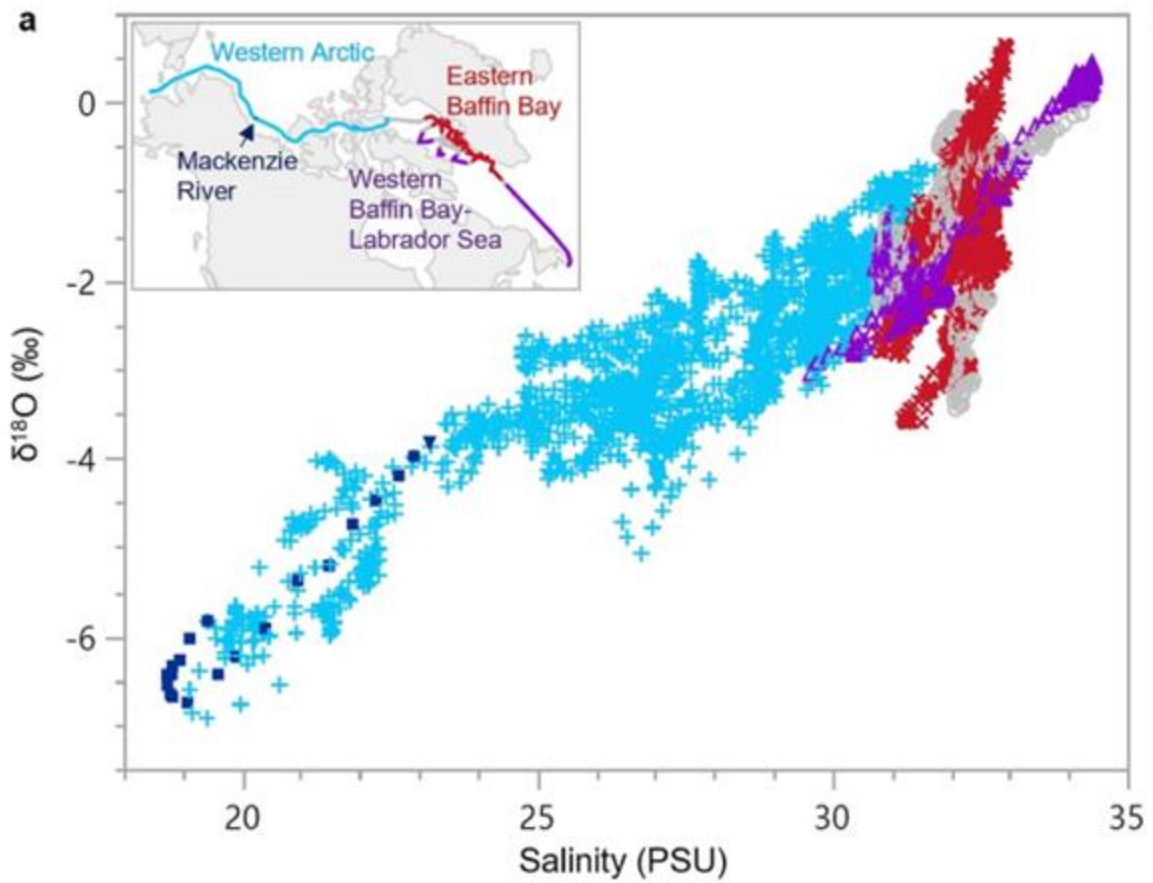 a
Western Arctic
Eastern
Baffin Bay
Mackenzie
River
Western
Baffin Bay-
Labrador Sea
0
-2
-4
-6
δ¹⁸O (‰)
20
25
30
35
Salinity (PSU)